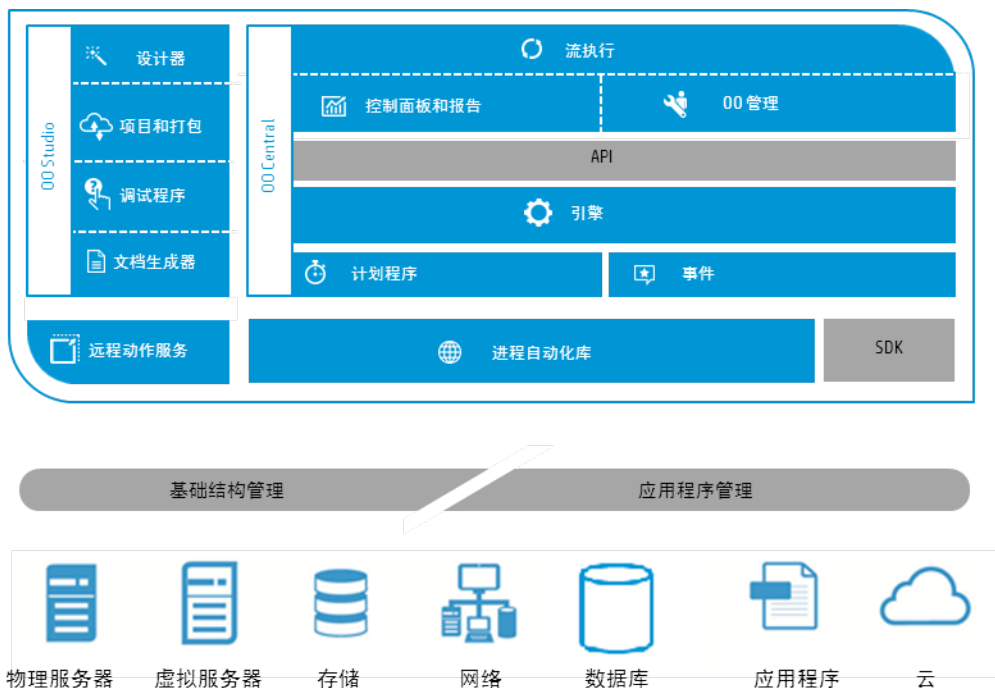 OO Studio
设计器
项目和打包
调试程序
文档生成器
OO Central
流执行
控制面板和报告
OO 管理
API
引擎
计划程序
事件
远程动作服务
进程自动化库
SDK
基础结构管理
应用程序管理
物理服务器
虚拟服务器
存储
网络
数据库
应用程序
云